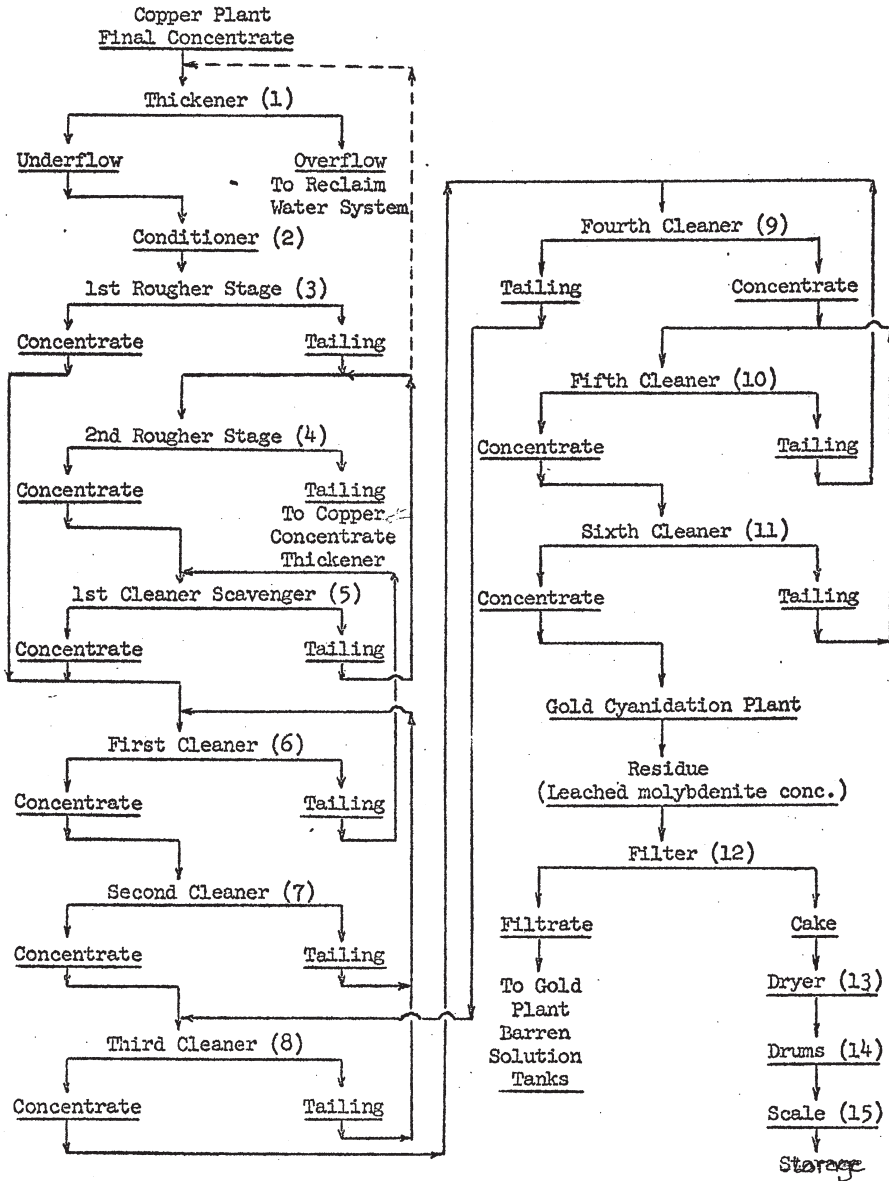 Copper Plant
Final Concentrate
Thickener (1)
Underflow
Overflow
To Reclaim
Water System
Conditioner (2)
1st Rougher Stage (3)
Concentrate
Tailing
2nd Rougher Stage (4)
Concentrate
Tailing
To Copper
Concentrate
Thickener
1st Cleaner Scavenger (5)
Concentrate
Tailing
First Cleaner (6)
Concentrate
Tailing
Second Cleaner (7)
Concentrate
Tailing
Third Cleaner (8)
Concentrate
Tailing
Fourth Cleaner (9)
Tailing
Concentrate
Fifth Cleaner (10)
Concentrate
Tailing
Sixth Cleaner (11)
Concentrate
Tailing
Gold Cyanidation Plant
Residue
(Leached molybdenite conc.)
Filter (12)
Filtrate
To Gold
Plant
Barren
Solution
Tanks
Cake
Dryer (13)
Drums (14)
Scale (15)
Storage